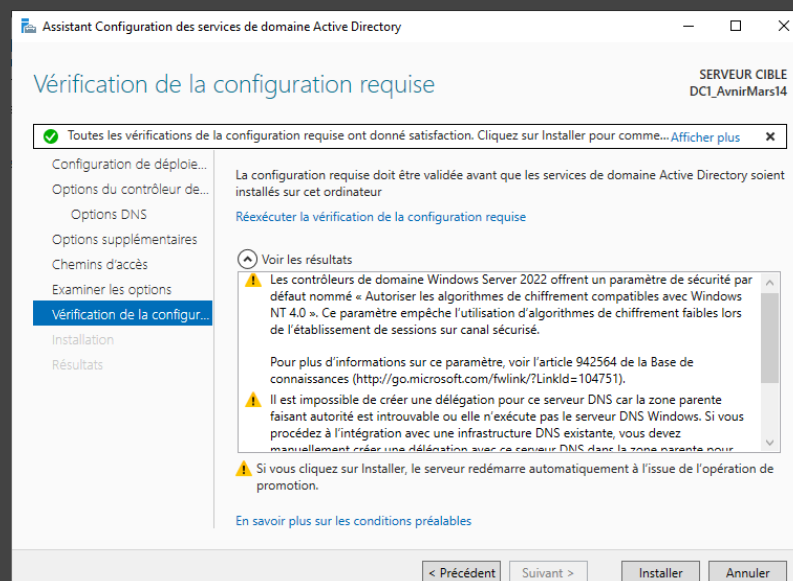 Assistant Configuration des services de domaine Active Directory
Vérification de la configuration requise
SERVEUR CIBLE
DC1_AvnirMars14
Toutes les vérifications de la configuration requise ont donné satisfaction. Cliquez sur Installer pour comme... Afficher plus
Configuration de déploie...
Options du contrôleur de...
Options DNS
Options supplémentaires
Chemins d'accès
Examiner les options
Vérification de la configur...
Installation
Résultats
La configuration requise doit être validée avant que les services de domaine Active Directory soient
installés sur cet ordinateur
Réexécuter la vérification de la configuration requise
Voir les résultats
Les contrôleurs de domaine Windows Server 2022 offrent un paramètre de sécurité par
défaut nommé « Autoriser les algorithmes de chiffrement compatibles avec Windows
NT 4.0 ». Ce paramètre empêche l'utilisation d'algorithmes de chiffrement faibles lors
de l'établissement de sessions sur canal sécurisé.
Pour plus d'informations sur ce paramètre, voir l'article 942564 de la Base de
connaissances (http://go.microsoft.com/fwlink/?LinkId=104751).
Il est impossible de créer une délégation pour ce serveur DNS car la zone parente
faisant autorité est introuvable ou elle n'exécute pas le serveur DNS Windows. Si vous
procédez à l'intégration avec une infrastructure DNS existante, vous devez
manuellement créer une délégation avec ce serveur DNS dans la zone parente pour
Si vous cliquez sur Installer, le serveur redémarre automatiquement à l'issue de l'opération de
promotion.
En savoir plus sur les conditions préalables
< Précédent
Suivant >
Installer
Annuler